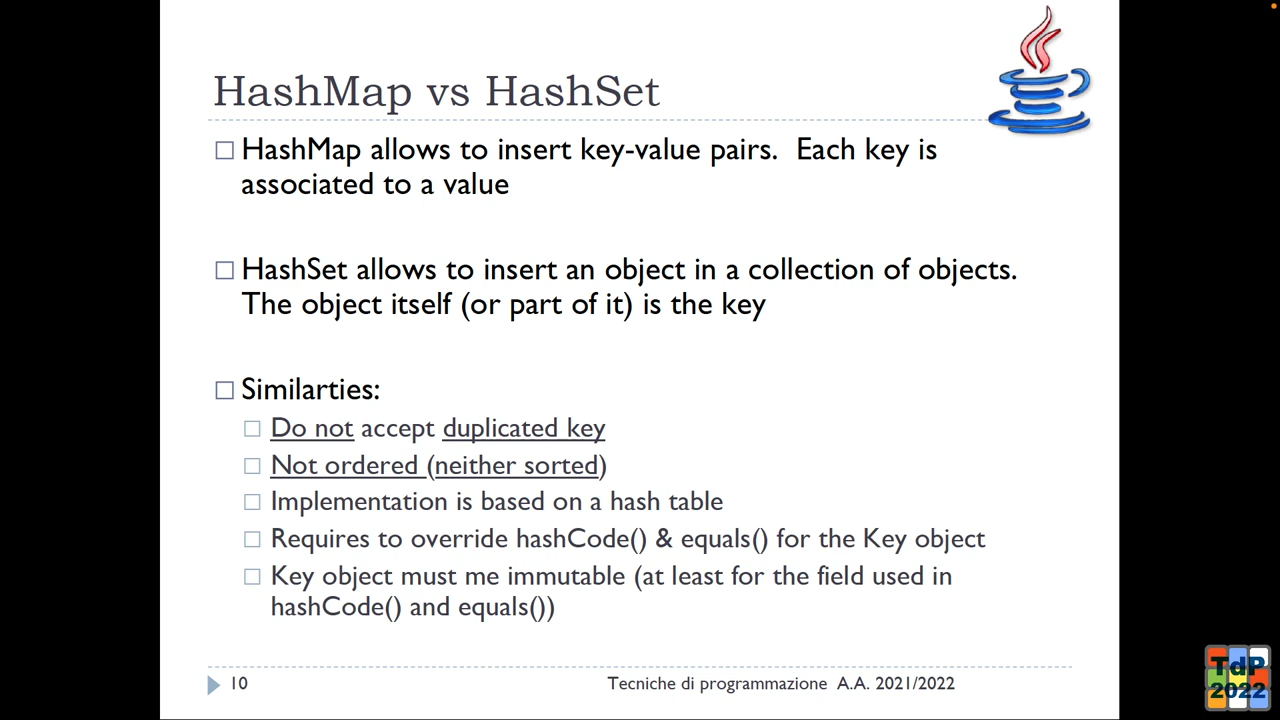 HashMap vs HashSet
HashMap allows to insert key-value pairs. Each key is
associated to a value
HashSet allows to insert an object in a collection of objects.
The object itself (or part of it) is the key
Similarties:
Do not accept duplicated key
Not ordered (neither sorted)
Implementation is based on a hash table
Requires to override hashCode() & equals() for the Key object
Key object must me immutable (at least for the field used in
hashCode() and equals())
10
Tecniche di programmazione A.A. 2021/2022
TdP
2022